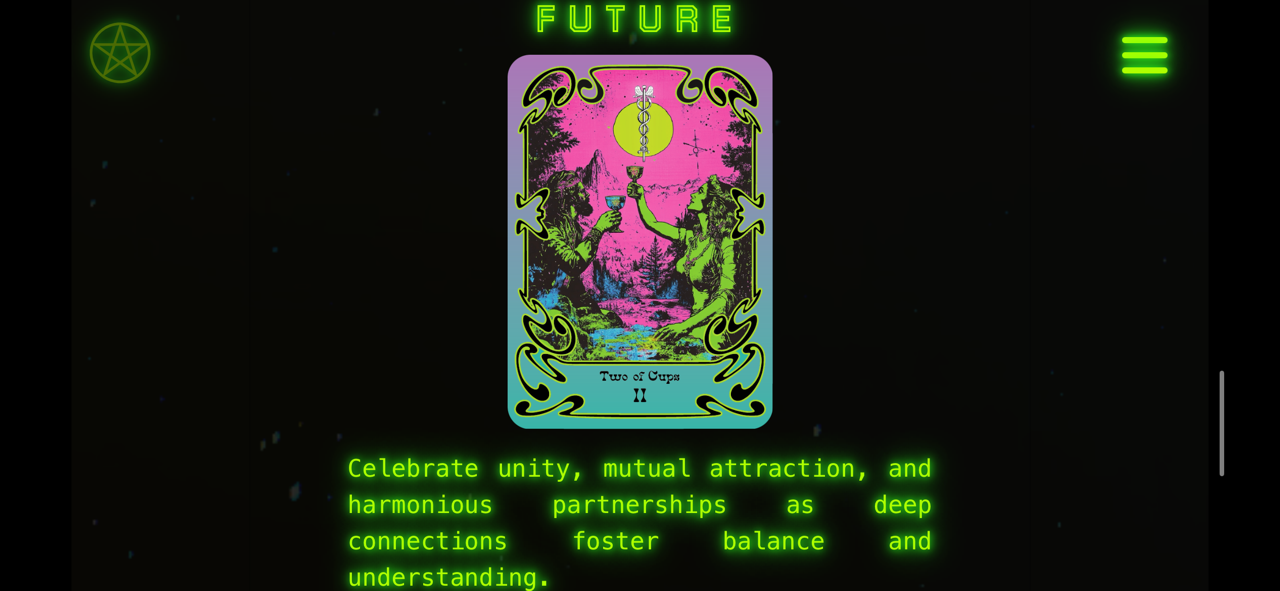 FUTURE
Two of Cups
II
Celebrate unity, mutual attraction, and
harmonious partnerships as deep
connections foster balance and
understanding.